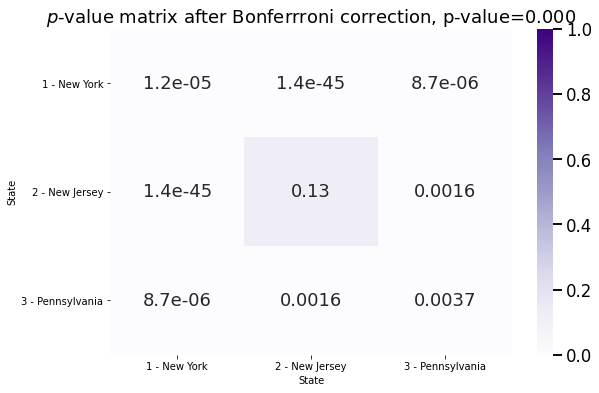 p-value matrix after Bonferrroni correction, p-value=0.000
1.0
1 - New York
1.2e-05 1.4e-45 8.7e-06
0.8
0.6
State
2 - New Jersey
1.4e-45 0.13 0.0016
0.4
0.2
3 - Pennsylvania
8.7e-06 0.0016 0.0037
0.0
1 - New York 2 - New Jersey 3 - Pennsylvania
State